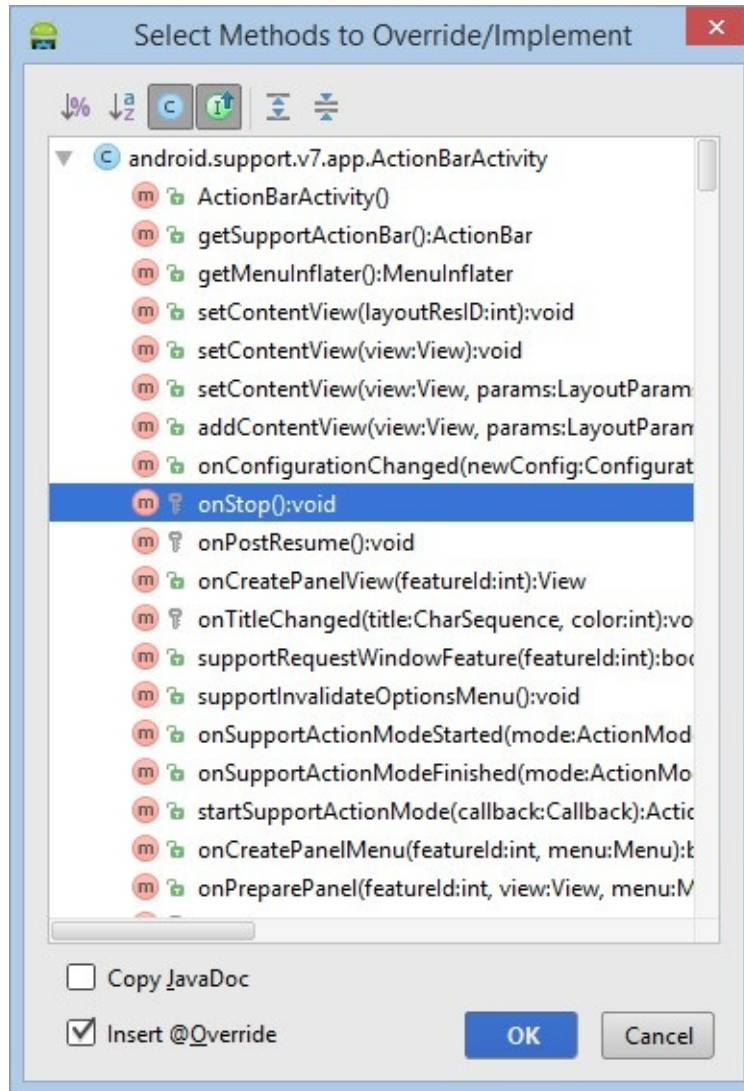 Select Methods to Override/Implement
android.support.v7.app.ActionBarActivity
ActionBarActivity()
getSupportActionBar():ActionBar
getMenuInflater():MenuInflater
setContentView(layoutResID:int):void
setContentView(view:View):void
setContentView(view:View, params:LayoutParam
addContentView(view:View, params:LayoutParam
onConfigurationChanged(newConfig:Configurat
onStop():void
onPostResume():void
onCreatePanelView(featureId:int):View
onTitleChanged(title:CharSequence, color:int):vo
supportRequestWindowFeature(featureId:int):boo
supportInvalidateOptionsMenu():void
onSupportActionModeStarted(mode:ActionMod
onSupportActionModeFinished(mode:ActionMo
startSupportActionMode(callback:Callback):Actic
onCreatePanelMenu(featureId:int, menu:Menu):b
onPreparePanel(featureId:int, view:View, menu:M
Copy JavaDoc
Insert @Override
OK Cancel